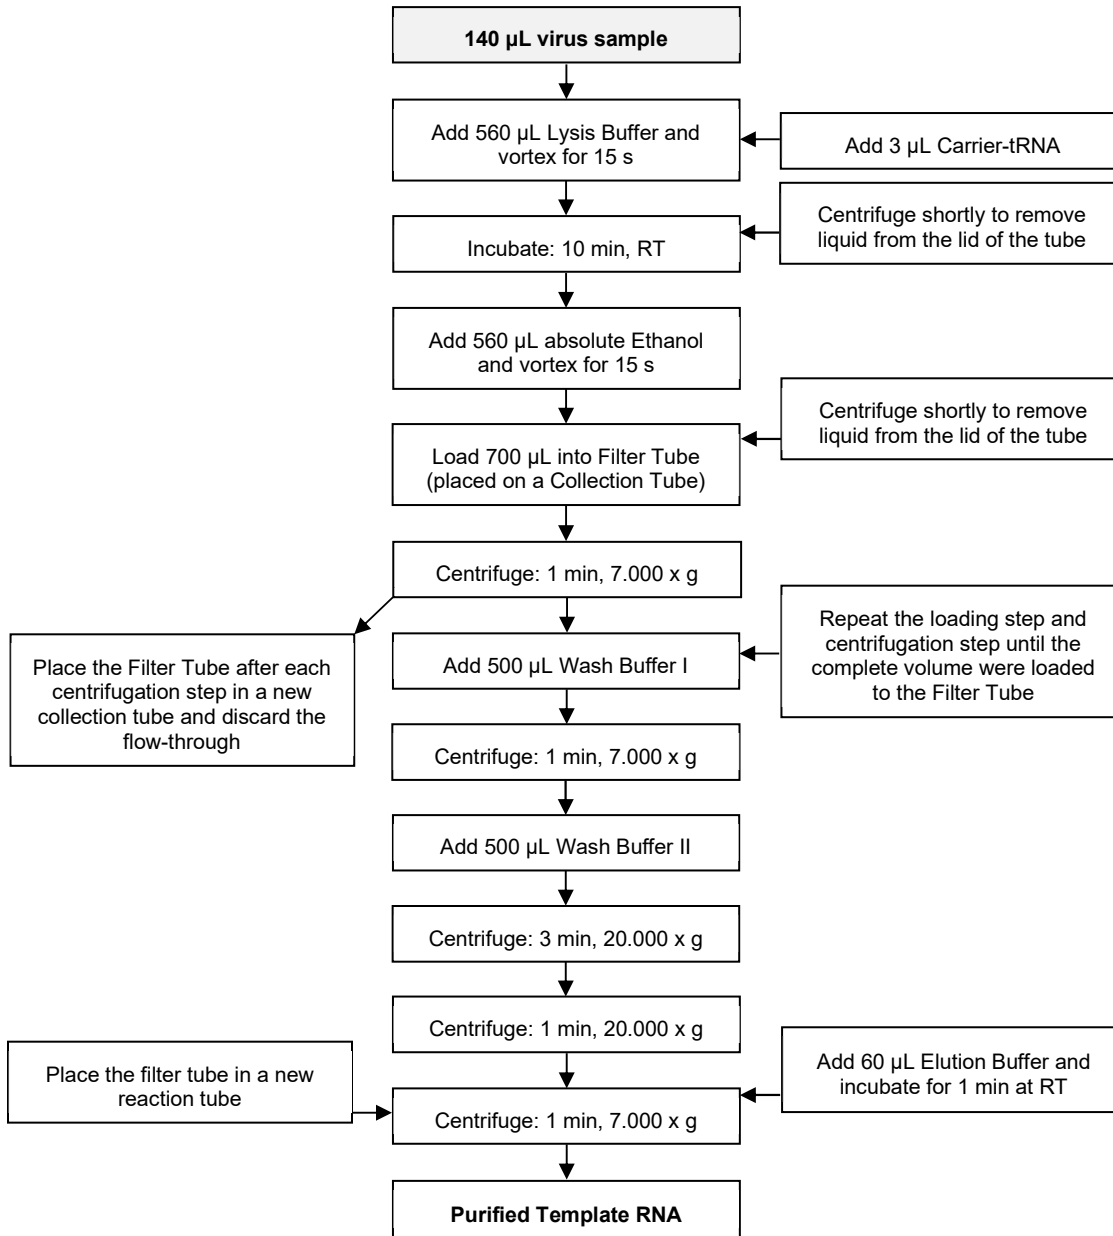 140 µL virus sample
Add 560 µL Lysis Buffer and
vortex for 15 s
Add 3 µL Carrier-tRNA
Centrifuge shortly to remove
liquid from the lid of the tube
Incubate: 10 min, RT
Add 560 µL absolute Ethanol
and vortex for 15 s
Centrifuge shortly to remove
liquid from the lid of the tube
Load 700 µL into Filter Tube
(placed on a Collection Tube)
Centrifuge: 1 min, 7.000 x g
Place the Filter Tube after each
centrifugation step in a new
collection tube and discard the
flow-through
Repeat the loading step and
centrifugation step until the
complete volume were loaded
to the Filter Tube
Add 500 µL Wash Buffer I
Centrifuge: 1 min, 7.000 x g
Add 500 µL Wash Buffer II
Centrifuge: 3 min, 20.000 x g
Centrifuge: 1 min, 20.000 x g
Place the filter tube in a new
reaction tube
Add 60 µL Elution Buffer and
incubate for 1 min at RT
Centrifuge: 1 min, 7.000 x g
Purified Template RNA